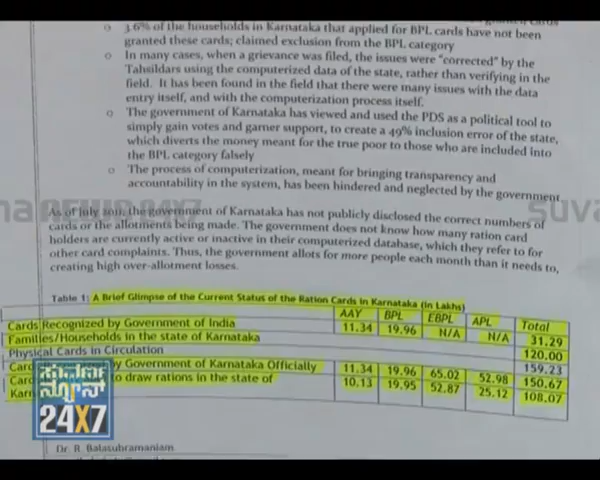 o 3.6% of the households in Karnataka that applied for BPL cards have not been
granted these cards; claimed exclusion from the BPL category
o In many cases, when a grievance was filed, the issues were "corrected" by the
Tahsildars using the computerized data of the state, rather than verifying in the
field. It has been found in the field that there were many issues with the data
entry itself, and with the computerization process itself.
o The government of Karnataka has viewed and used the PDS as a political tool to
simply gain votes and garner support, to create a 49% inclusion error of the state,
which diverts the money meant for the true poor to those who are included into
the BPL category falsely
o The process of computerization, meant for bringing transparency and
accountability in the system, has been hindered and neglected by the government
As of July 2011, the government of Karnataka has not publicly disclosed the correct numbers of
cards or the allotments being made. The government does not know how many ration card
holders are currently active or inactive in their computerized database, which they refer to for
other card complaints. Thus, the government allots for more people each month than it needs to,
creating high over-allotment losses.
Table 1: A Brief Glimpse of the Current Status of the Ration Cards in Karnataka (in Lakhs)
AAY BPL EBPL APL Total
Cards Recognized by Government of India 11.34 19.96 N/A N/A 31.29
Families/Households in the state of Karnataka 120.00
Physical Cards in Circulation 159.23
by Government of Karnataka Officially 11.34 19.96 65.02 52.98 150.67
to draw rations in the state of 10.13 19.95 52.87 25.12 108.07
ಸುವರ್ಣ
ನ್ಯೂಸ್
24X7
Dr. R. Balasubramaniam